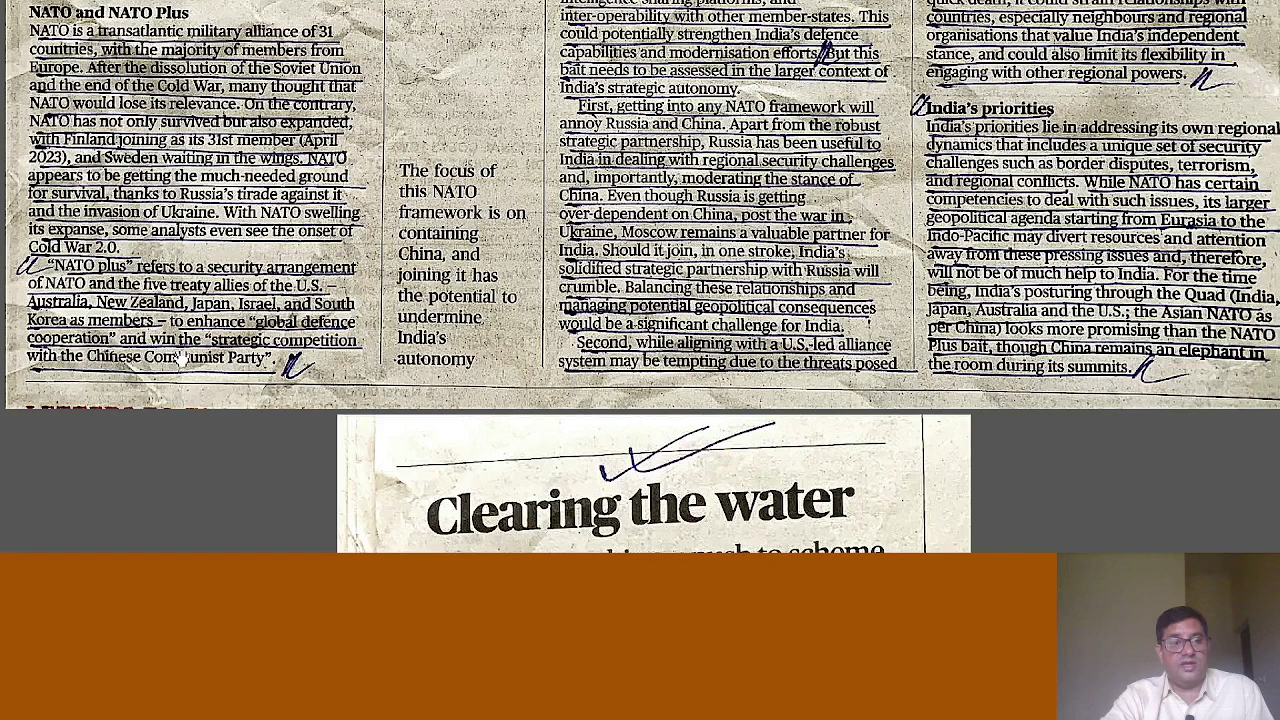 NATO and NATO Plus
NATO is a transatlantic military alliance of 31
countries, with the majority of members from
Europe. After the dissolution of the Soviet Union
and the end of the Cold War, many thought that
NATO would lose its relevance. On the contrary,
NATO has not only survived but also expanded,
with Finland joining as its 31st member (April
2023), and Sweden waiting in the wings. NATO
appears to be getting the much-needed ground
for survival, thanks to Russia's tirade against it
and the invasion of Ukraine. With NATO swelling
its expanse, some analysts even see the onset of
Cold War 2.0.
"NATO plus" refers to a security arrangement
of NATO and the five treaty allies of the U.S. –
Australia, New Zealand, Japan, Israel, and South
Korea as members – to enhance "global defence
cooperation" and win the "strategic competition
with the Chinese Communist Party".
The focus of
this NATO
framework is on
containing
China, and
joining it has
the potential to
undermine
India's
autonomy
intelligence sharing platforms, and
inter-operability with other member-states. This
could potentially strengthen India's defence
capabilities and modernisation efforts. But this
bait needs to be assessed in the larger context of
India's strategic autonomy.
First, getting into any NATO framework will
annoy Russia and China. Apart from the robust
strategic partnership, Russia has been useful to
India in dealing with regional security challenges
and, importantly, moderating the stance of
China. Even though Russia is getting
over-dependent on China, post the war in
Ukraine, Moscow remains a valuable partner for
India. Should it join, in one stroke, India's
solidified strategic partnership with Russia will
crumble. Balancing these relationships and
managing potential geopolitical consequences
would be a significant challenge for India.
Second, while aligning with a U.S.-led alliance
system may be tempting due to the threats posed
quick death, it could strain relationships with
countries, especially neighbours and regional
organisations that value India's independent
stance, and could also limit its flexibility in
engaging with other regional powers.
India's priorities
India's priorities lie in addressing its own regional
dynamics that includes a unique set of security
challenges such as border disputes, terrorism,
and regional conflicts. While NATO has certain
competencies to deal with such issues, its larger
geopolitical agenda starting from Eurasia to the
Indo-Pacific may divert resources and attention
away from these pressing issues and, therefore,
will not be of much help to India. For the time
being, India's posturing through the Quad (India,
Japan, Australia and the U.S.; the Asian NATO as
per China) looks more promising than the NATO
Plus bait, though China remains an elephant in
the room during its summits.
Clearing the water
push to scheme